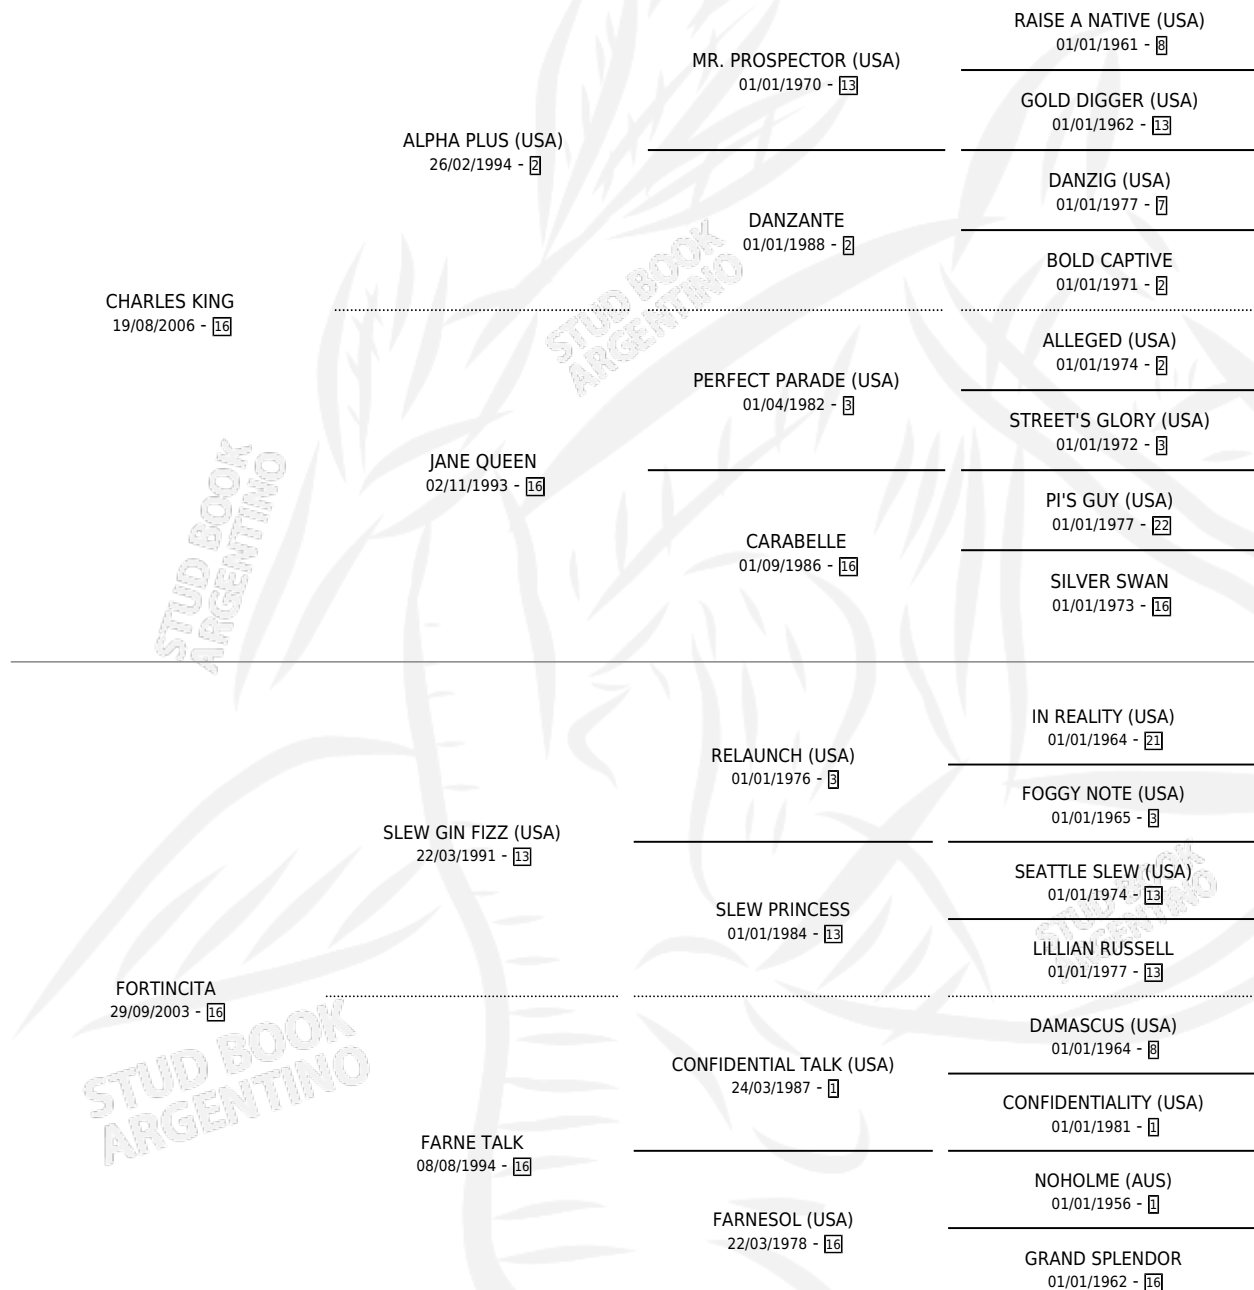 RAISE A NATIVE (USA)
01/01/1961 - 8
MR. PROSPECTOR (USA)
01/01/1970 - 13
GOLD DIGGER (USA)
01/01/1962 - 13
ALPHA PLUS (USA)
26/02/1994 - 2
DANZIG (USA)
01/01/1977 - 7
DANZANTE
01/01/1988 - 2
BOLD CAPTIVE
01/01/1971 - 2
CHARLES KING
19/08/2006 - 16
ALLEGED (USA)
01/01/1974 - 2
PERFECT PARADE (USA)
01/04/1982 - 3
STREET'S GLORY (USA)
01/01/1972 - 3
JANE QUEEN
02/11/1993 - 16
PI'S GUY (USA)
01/01/1977 - 22
CARABELLE
01/09/1986 - 16
SILVER SWAN
01/01/1973 - 16
IN REALITY (USA)
01/01/1964 - 21
RELAUNCH (USA)
01/01/1976 - 3
FOGGY NOTE (USA)
01/01/1965 - 3
SLEW GIN FIZZ (USA)
22/03/1991 - 13
SEATTLE SLEW (USA)
01/01/1974 - 13
SLEW PRINCESS
01/01/1984 - 13
LILLIAN RUSSELL
01/01/1977 - 13
FORTINCITA
29/09/2003 - 16
DAMASCUS (USA)
01/01/1964 - 8
CONFIDENTIAL TALK (USA)
24/03/1987 - 1
CONFIDENTIALITY (USA)
01/01/1981 - 1
FARNE TALK
08/08/1994 - 16
NOHOLME (AUS)
01/01/1956 - 1
FARNESOL (USA)
22/03/1978 - 16
GRAND SPLENDOR
01/01/1962 - 16
STUD BOOK
ARGENTINO
STUD BOOK
ARGENTINO
STUD BOOK
ARGENTINO
STUD BOOK
ARGENTINO